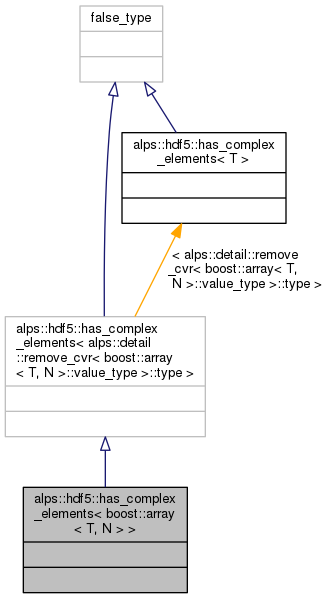 false_type
alps::hdf5::has_complex
_elements< T >
< alps::detail::remove
_cvr< boost::array< T,
N >::value_type >::type >
alps::hdf5::has_complex
_elements< alps::detail
::remove_cvr< boost::array
< T, N >::value_type >::type >
alps::hdf5::has_complex
_elements< boost::array
< T, N > >